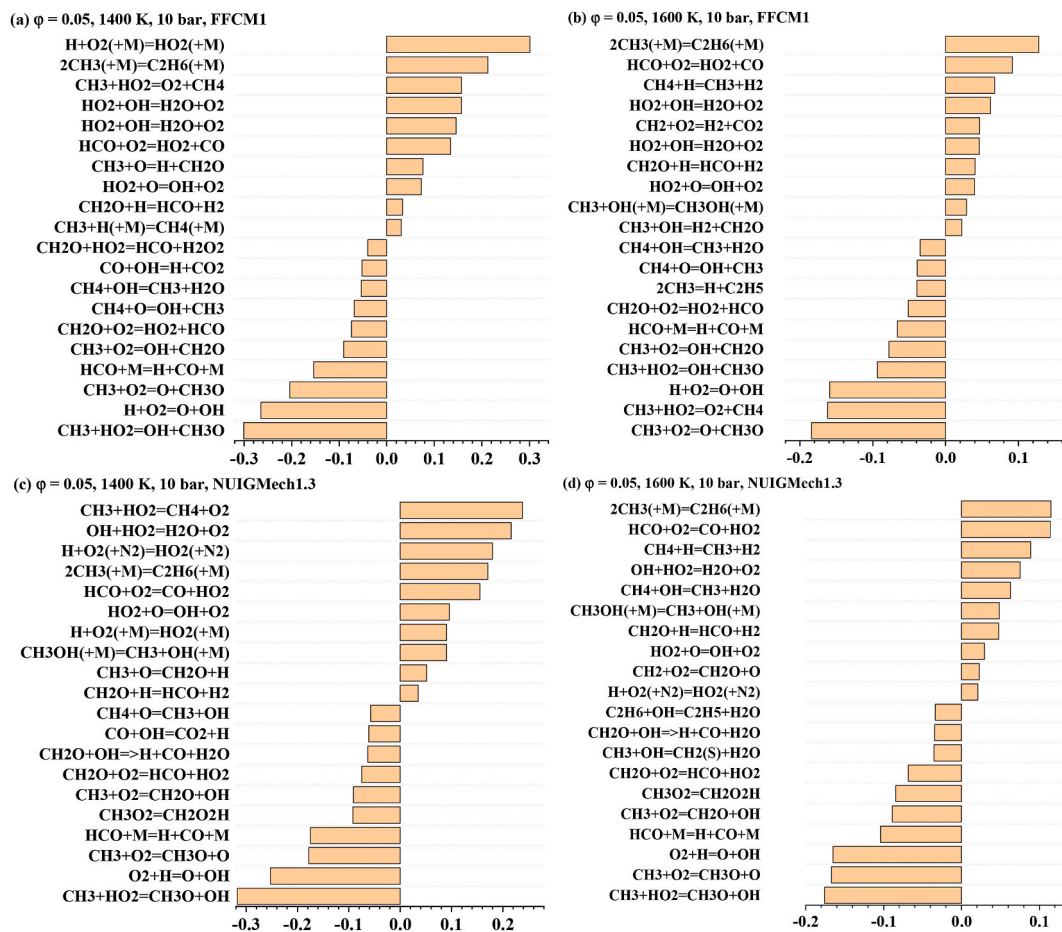 (a) φ = 0.05, 1400 K, 10 bar, FFCM1
H+O2(+M)=HO2(+M)
2CH3(+M)=C2H6(+M)
CH3+HO2=O2+CH4
HO2+OH=H2O+O2
HO2+OH=H2O+O2
HCO+O2=HO2+CO
CH3+O=H+CH2O
HO2+O=OH+O2
CH2O+H=HCO+H2
CH3+H(+M)=CH4(+M)
CH2O+HO2=HCO+H2O2
CO+OH=H+CO2
CH4+OH=CH3+H2O
CH4+O=OH+CH3
CH2O+O2=HO2+HCO
CH3+O2=OH+CH2O
HCO+M=H+CO+M
CH3+O2=O+CH3O
H+O2=O+OH
CH3+HO2=OH+CH3O
-0.3 -0.2 -0.1 0.0 0.1 0.2 0.3
(b) φ = 0.05, 1600 K, 10 bar, FFCM1
2CH3(+M)=C2H6(+M)
HCO+O2=HO2+CO
CH4+H=CH3+H2
HO2+OH=H2O+O2
CH2+O2=H2+CO2
HO2+OH=H2O+O2
CH2O+H=HCO+H2
HO2+O=OH+O2
CH3+OH(+M)=CH3OH(+M)
CH3+OH=H2+CH2O
CH4+OH=CH3+H2O
CH4+O=OH+CH3
2CH3=H+C2H5
CH2O+O2=HO2+HCO
HCO+M=H+CO+M
CH3+O2=OH+CH2O
CH3+HO2=OH+CH3O
H+O2=O+OH
CH3+HO2=O2+CH4
CH3+O2=O+CH3O
-0.2 -0.1 0.0 0.1
(c) φ = 0.05, 1400 K, 10 bar, NUIGMech1.3
CH3+HO2=CH4+O2
OH+HO2=H2O+O2
H+O2(+N2)=HO2(+N2)
2CH3(+M)=C2H6(+M)
HCO+O2=CO+HO2
HO2+O=OH+O2
H+O2(+M)=HO2(+M)
CH3OH(+M)=CH3+OH(+M)
CH3+O=CH2O+H
CH2O+H=HCO+H2
CH4+O=CH3+OH
CO+OH=CO2+H
CH2O+OH=>H+CO+H2O
CH2O+O2=HCO+HO2
CH3+O2=CH2O+OH
CH3O2=CH2O2H
HCO+M=H+CO+M
CH3+O2=CH3O+O
O2+H=O+OH
CH3+HO2=CH3O+OH
-0.3 -0.2 -0.1 0.0 0.1 0.2
(d) φ = 0.05, 1600 K, 10 bar, NUIGMech1.3
2CH3(+M)=C2H6(+M)
HCO+O2=CO+HO2
CH4+H=CH3+H2
OH+HO2=H2O+O2
CH4+OH=CH3+H2O
CH3OH(+M)=CH3+OH(+M)
CH2O+H=HCO+H2
HO2+O=OH+O2
CH2+O2=CH2O+O
H+O2(+N2)=HO2(+N2)
C2H6+OH=C2H5+H2O
CH2O+OH=>H+CO+H2O
CH3+OH=CH2(S)+H2O
CH2O+O2=HCO+HO2
CH3O2=CH2O2H
CH3+O2=CH2O+OH
HCO+M=H+CO+M
O2+H=O+OH
CH3+O2=CH3O+O
CH3+HO2=CH3O+OH
-0.2 -0.1 0.0 0.1